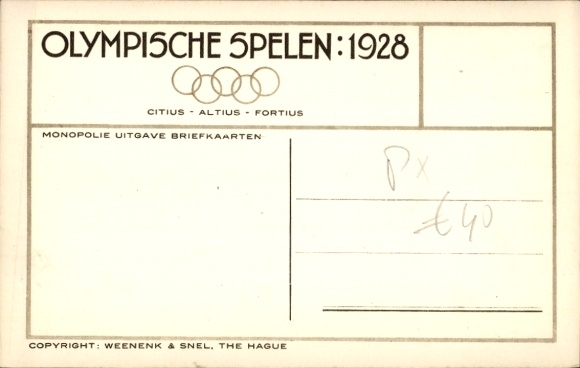 OLYMPISCHE SPELEN: 1928
CITIUS - ALTIUS - FORTIUS
MONOPOLIE UITGAVE BRIEFKAARTEN
PX
€40
COPYRIGHT: WEENENK & SNEL, THE HAGUE